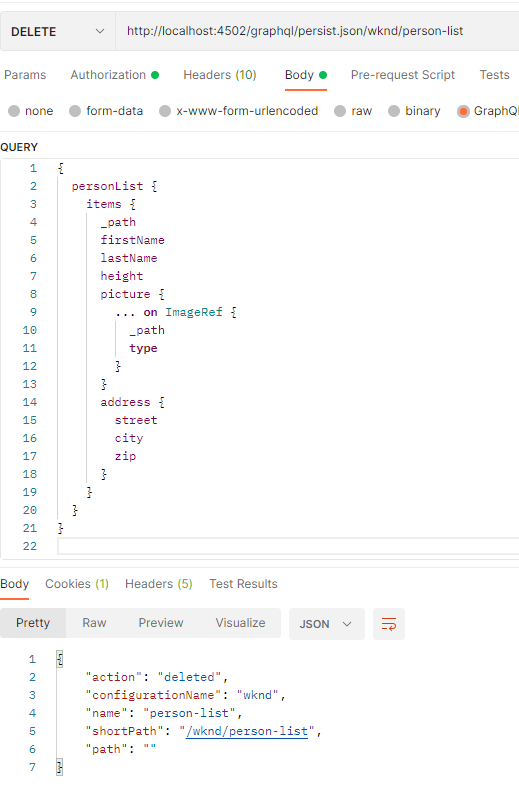 DELETE http://localhost:4502/graphql/persist.json/wknd/person-list
Params Authorization Headers (10) Body Pre-request Script Tests
none form-data x-www-form-urlencoded raw binary GraphQL
QUERY
1 {
2 personList {
3 items {
4 _path
5 firstName
6 lastName
7 height
8 picture {
9 ... on ImageRef {
10 _path
11 type
12 }
13 }
14 address {
15 street
16 city
17 zip
18 }
19 }
20 }
21 }
22
Body Cookies (1) Headers (5) Test Results
Pretty Raw Preview Visualize JSON
1 {
2 "action": "deleted",
3 "configurationName": "wknd",
4 "name": "person-list",
5 "shortPath": "/wknd/person-list",
6 "path": ""
7 }